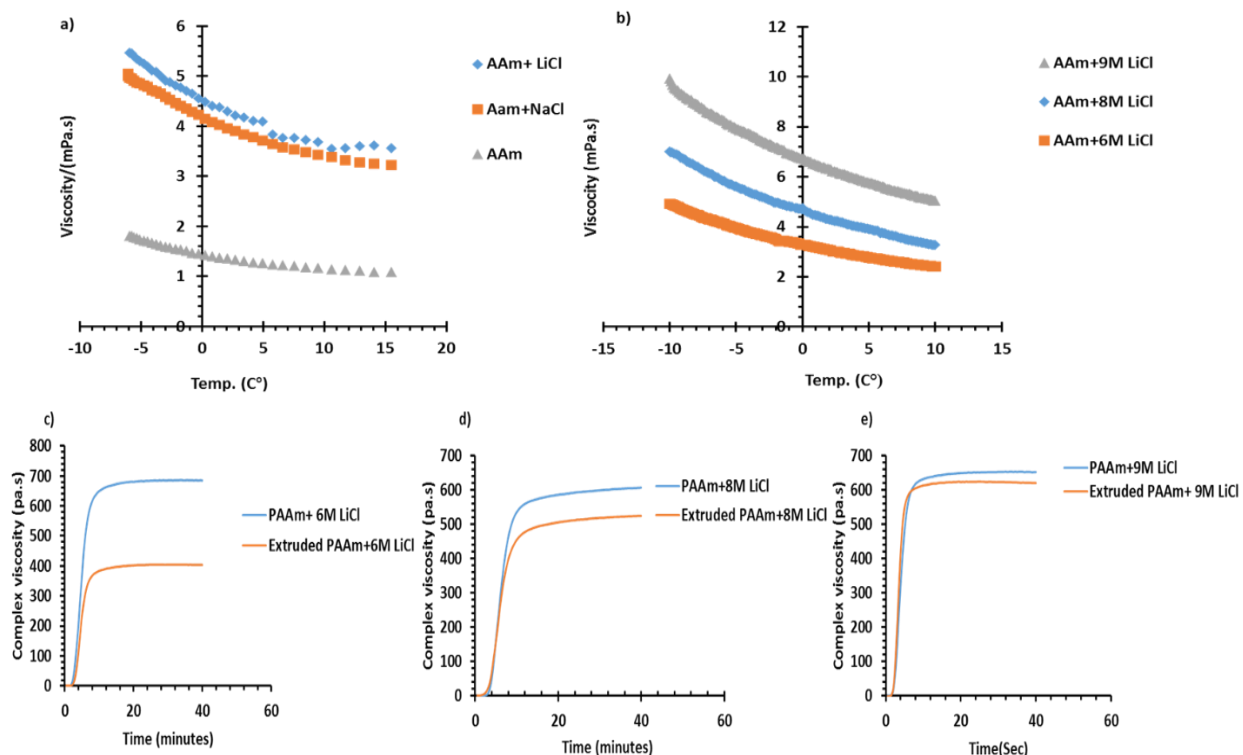 a)
6
5
4
3
2
1
0
-10
-5
0
5
10
15
20
Viscosity/(mPa.s)
Temp. (C°)
AAm+ LiCl
Aam+NaCl
AAm
b)
12
10
8
6
4
2
0
-15
-10
-5
0
5
10
15
Viscocity (mPa.s)
Temp. (C°)
AAm+9M LiCl
AAm+8M LiCl
AAm+6M LiCl
c)
800
700
600
500
400
300
200
100
0
0
20
40
60
Complex viscosity (pa.s)
Time (minutes)
PAAm+ 6M LiCl
Extruded PAAm+6M LiCl
d)
700
600
500
400
300
200
100
0
0
20
40
60
Complex viscosity (pa.s)
Time (minutes)
PAAm+8M LiCl
Extruded PAAm+8M LiCl
e)
700
600
500
400
300
200
100
0
0
20
40
60
Complex viscosity (pa.s)
Time(Sec)
PAAm+9M LiCl
Extruded PAAm+ 9M LiCl